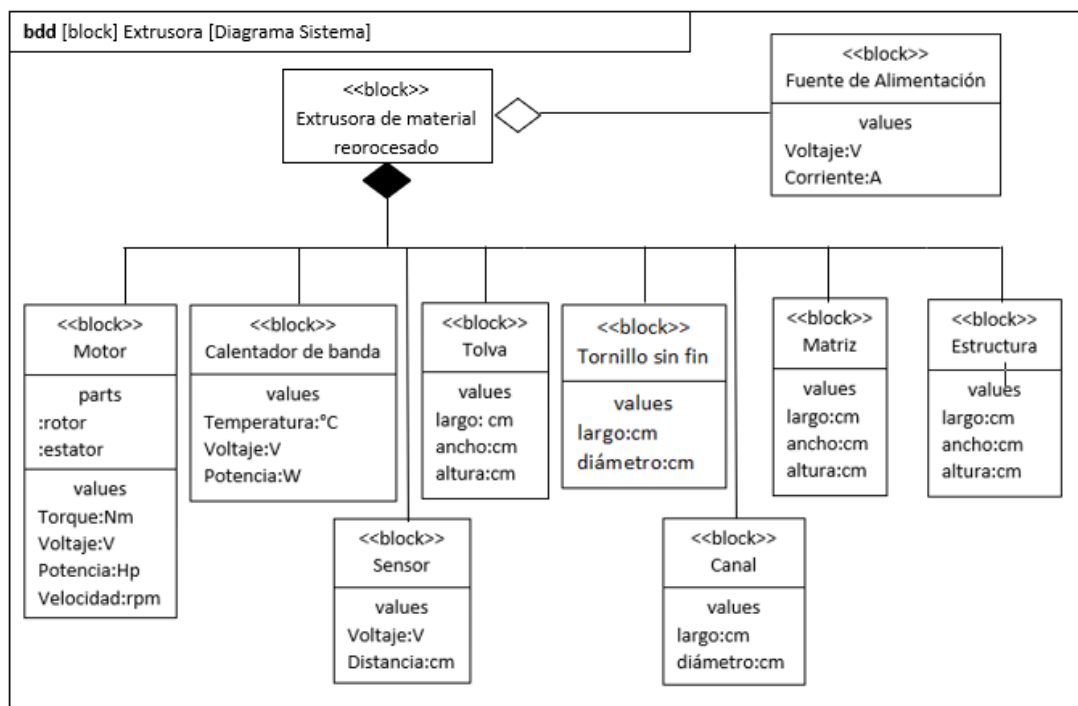 bdd [block] Extrusora [Diagrama Sistema]
<<block>>
Extrusora de material
reprocesado
<<block>>
Fuente de Alimentación
values
Voltaje:V
Corriente:A
<<block>>
Motor
parts
:rotor
:estator
values
Torque:Nm
Voltaje:V
Potencia:Hp
Velocidad:rpm
<<block>>
Calentador de banda
values
Temperatura:°C
Voltaje:V
Potencia:W
<<block>>
Tolva
values
largo: cm
ancho:cm
altura:cm
<<block>>
Tornillo sin fin
values
largo:cm
diámetro:cm
<<block>>
Matriz
values
largo:cm
ancho:cm
altura:cm
<<block>>
Estructura
values
largo:cm
ancho:cm
altura:cm
<<block>>
Sensor
values
Voltaje:V
Distancia:cm
<<block>>
Canal
values
largo:cm
diámetro:cm